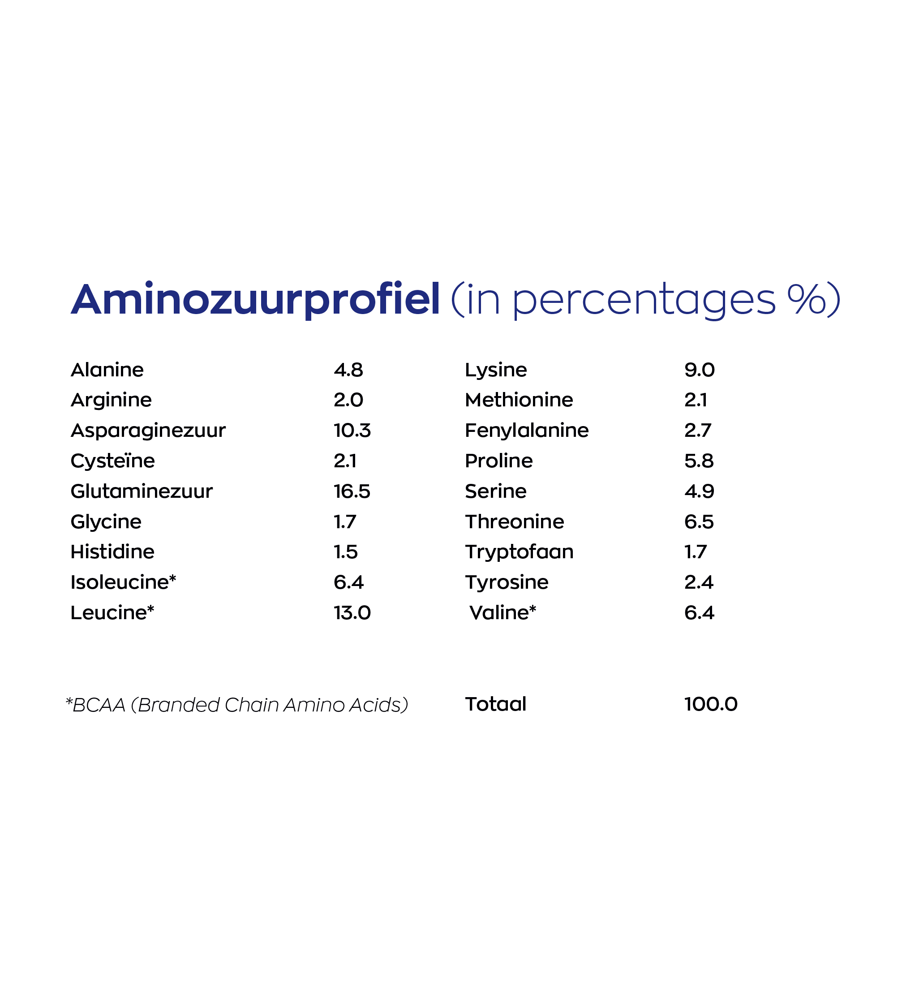 Aminozuurprofiel (in percentages %)
Alanine 4.8 Lysine 9.0
Arginine 2.0 Methionine 2.1
Asparaginezuur 10.3 Fenylalanine 2.7
Cysteïne 2.1 Proline 5.8
Glutaminezuur 16.5 Serine 4.9
Glycine 1.7 Threonine 6.5
Histidine 1.5 Tryptofaan 1.7
Isoleucine* 6.4 Tyrosine 2.4
Leucine* 13.0 Valine* 6.4
*BCAA (Branded Chain Amino Acids) Totaal 100.0